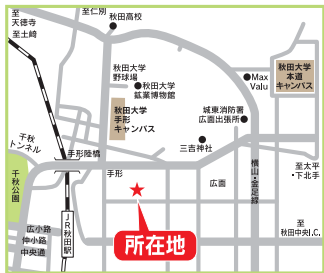 至
天徳寺
至土崎
至仁別
秋田高校
秋田大学
野球場
秋田大学
鉱業博物館
Max
Valu
秋田大学
本道
キャンパス
秋田大学
手形
キャンパス
城東消防署
広面出張所
三吉神社
千秋
トンネル
手形陸橋
手形
広面
横山・金足線
至太平
・下北手
千秋公園
JR秋田駅
広小路
仲小路
中央通
所在地
至
秋田中央I.C.